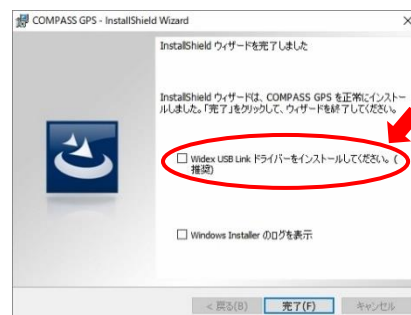 COMPASS GPS - InstallShield Wizard
InstallShield ウィザードを完了しました
InstallShield ウィザードは、COMPASS GPS を正常にインストー
ルしました。「完了」をクリックして、ウィザードを終了してください。
Widex USB Link ドライバーをインストールしてください。(
推奨)
Windows Installer のログを表示
< 戻る(B)
完了(F)
キャンセル